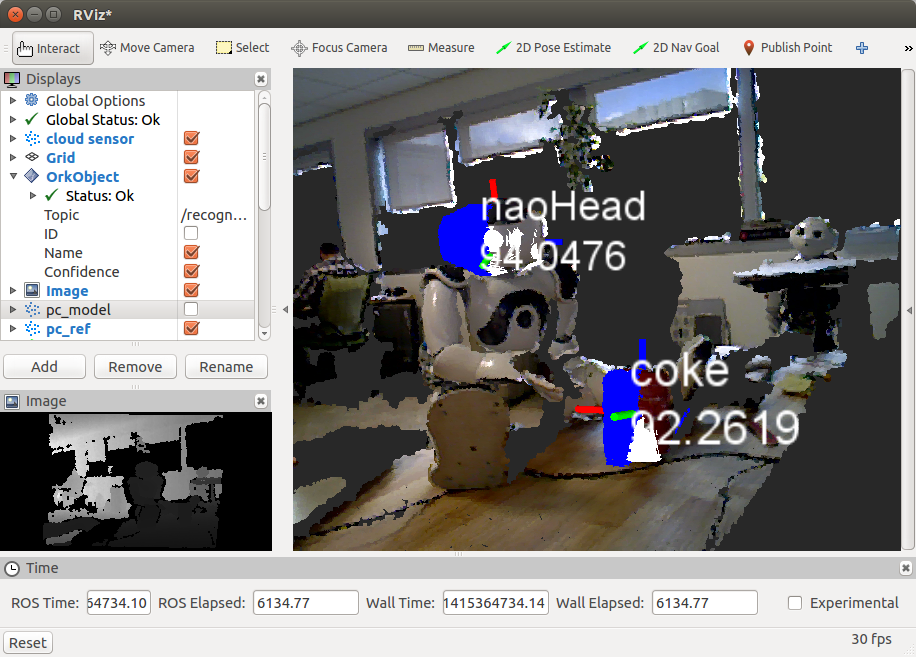 RViz*
Interact Move Camera Select Focus Camera Measure 2D Pose Estimate 2D Nav Goal Publish Point »
Displays
Global Options
Global Status: Ok
cloud sensor
Grid
OrkObject
Status: Ok
Topic /recogn...
ID
Name
Confidence
Image
pc_model
pc_ref
Add Remove Rename
Image
naoHead
94.0476
coke
92.2619
Time
ROS Time: 64734.10 ROS Elapsed: 6134.77 Wall Time: 1415364734.14 Wall Elapsed: 6134.77 Experimental
Reset 30 fps